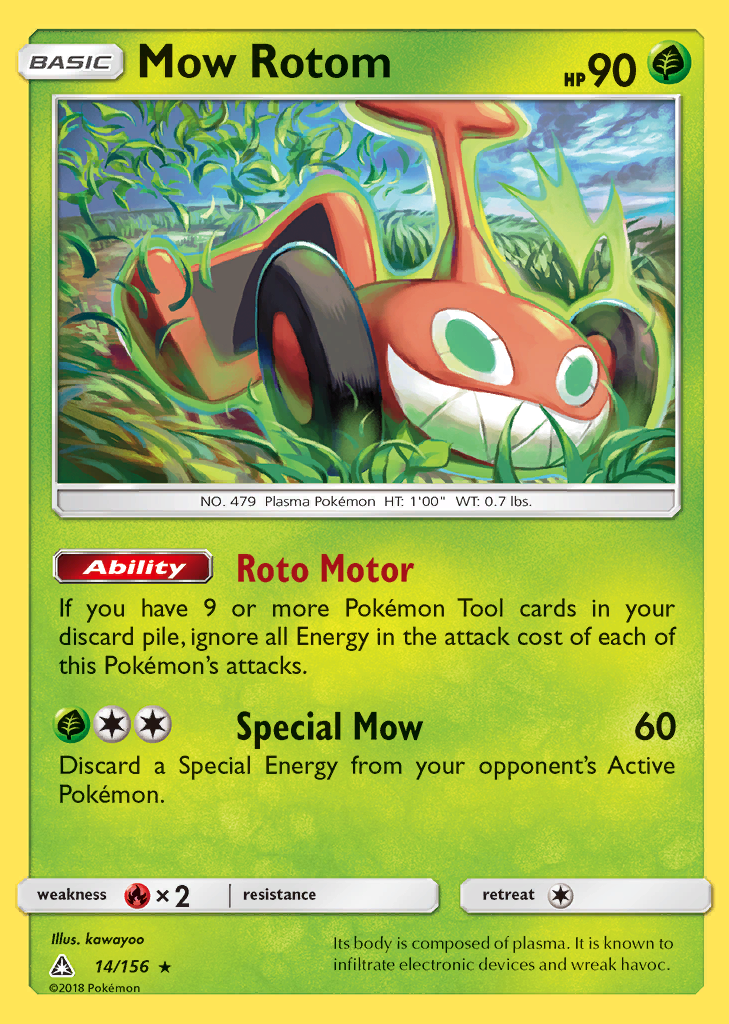 BASIC Mow Rotom HP 90
NO. 479 Plasma Pokémon HT: 1'00" WT: 0.7 lbs.
Ability Roto Motor
If you have 9 or more Pokémon Tool cards in your
discard pile, ignore all Energy in the attack cost of each of
this Pokémon's attacks.
Special Mow 60
Discard a Special Energy from your opponent's Active
Pokémon.
weakness × 2 resistance retreat
Illus. kawayoo
14/156 ★
©2018 Pokémon
Its body is composed of plasma. It is known to
infiltrate electronic devices and wreak havoc.